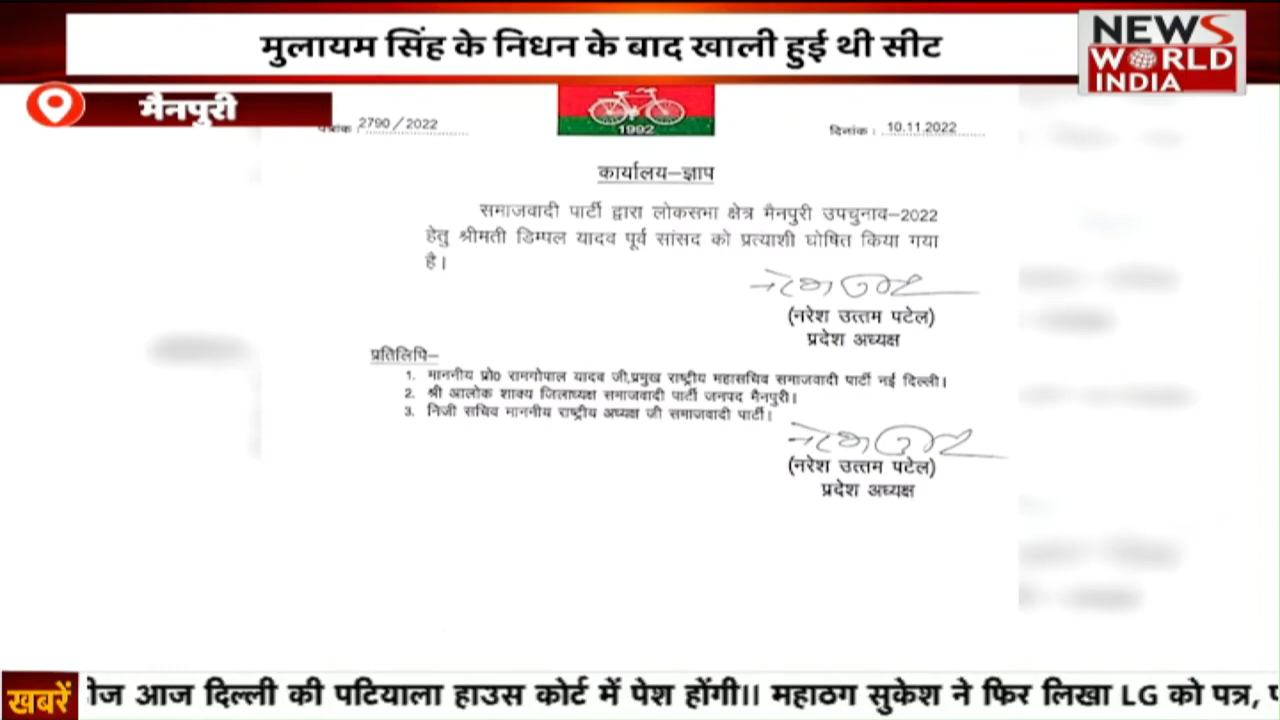 मुलायम सिंह के निधन के बाद खाली हुई थी सीट
NEWS
WORLD
INDIA
मैनपुरी
पत्रांक : 2790/2022
1992
दिनांक : 10.11.2022
कार्यालय–ज्ञाप
समाजवादी पार्टी द्वारा लोकसभा क्षेत्र मैनपुरी उपचुनाव–2022
हेतु श्रीमती डिम्पल यादव पूर्व सांसद को प्रत्याशी घोषित किया गया
है।
(नरेश उत्तम पटेल)
प्रदेश अध्यक्ष
प्रतिलिपि–
1. माननीय प्रो0 रामगोपाल यादव जी,प्रमुख राष्ट्रीय महासचिव समाजवादी पार्टी नई दिल्ली।
2. श्री आलोक शाक्य जिलाध्यक्ष समाजवादी पार्टी जनपद मैनपुरी।
3. निजी सचिव माननीय राष्ट्रीय अध्यक्ष जी समाजवादी पार्टी।
(नरेश उत्तम पटेल)
प्रदेश अध्यक्ष
खबरें
आज दिल्ली की पटियाला हाउस कोर्ट में पेश होंगी।। महाठग सुकेश ने फिर लिखा LG को पत्र,